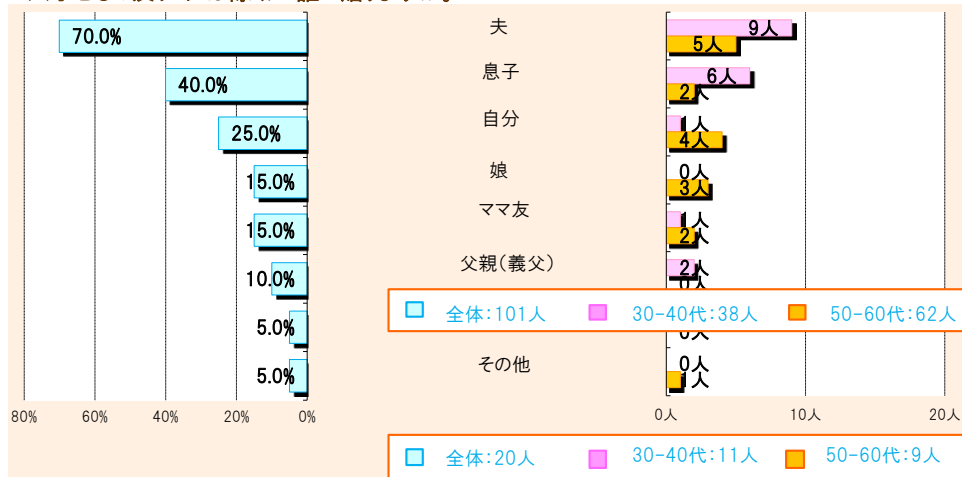 70.0%
夫
9人
5人
40.0%
息子
6人
2人
25.0%
自分
1人
4人
15.0%
娘
0人
3人
15.0%
ママ友
1人
2人
10.0%
父親(義父)
2人
0人
全体:101人 30-40代:38人 50-60代:62人
5.0%
0人
5.0%
その他
0人
1人
80% 60% 40% 20% 0%
0人 10人 20人
全体:20人 30-40代:11人 50-60代:9人